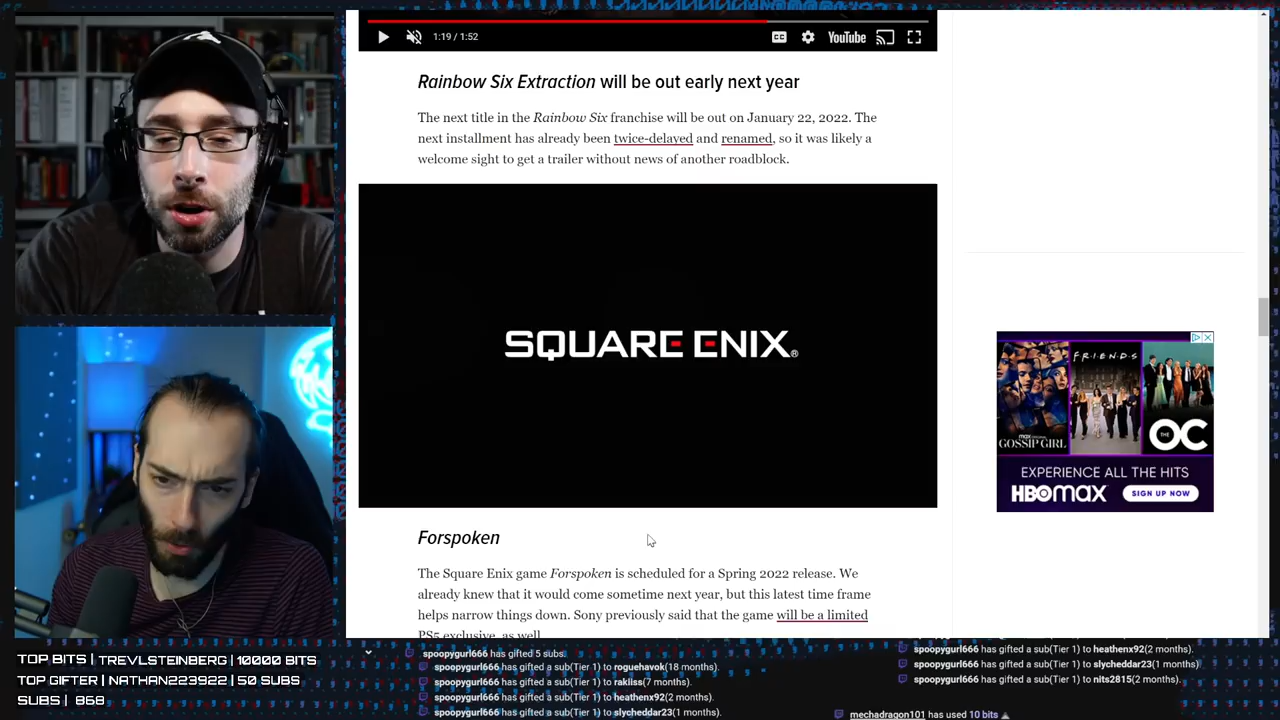 1:19 / 1:52
CC
YouTube
Rainbow Six Extraction will be out early next year
The next title in the Rainbow Six franchise will be out on January 22, 2022. The
next installment has already been twice-delayed and renamed, so it was likely a
welcome sight to get a trailer without news of another roadblock.
SQUARE ENIX®
Forspoken
The Square Enix game Forspoken is scheduled for a Spring 2022 release. We
already knew that it would come sometime next year, but this latest time frame
helps narrow things down. Sony previously said that the game will be a limited
PS5 exclusive, as well
max
GOSSIP GIRL
F·R·I·E·N·D·S
THE OC
EXPERIENCE ALL THE HITS
HBOmax
SIGN UP NOW
TOP BITS | TREVLSTEINBERG | 10000 BITS
TOP GIFTER | NATHAN223922 | 50 SUBS
SUBS | 868
spoopygurl666 has gifted 5 subs.
spoopygurl666 has gifted a sub(Tier 1) to roguehavok(18 months).
spoopygurl666 has gifted a sub(Tier 1) to rakiiss(7 months).
spoopygurl666 has gifted a sub(Tier 1) to heathenx92(2 months).
spoopygurl666 has gifted a sub(Tier 1) to slycheddar23(1 months).
spoopygurl666 has gifted a sub(Tier 1) to heathenx92(2 months).
spoopygurl666 has gifted a sub(Tier 1) to slycheddar23(1 months)
spoopygurl666 has gifted a sub(Tier 1) to nits2815(2 months).
mechadragon101 has used 10 bits